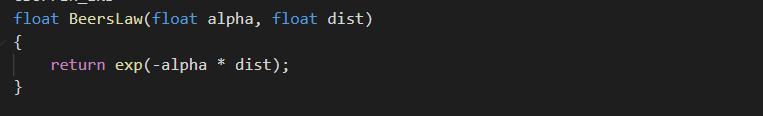 float BeersLaw(float alpha, float dist)
{
    return exp(-alpha * dist);
}